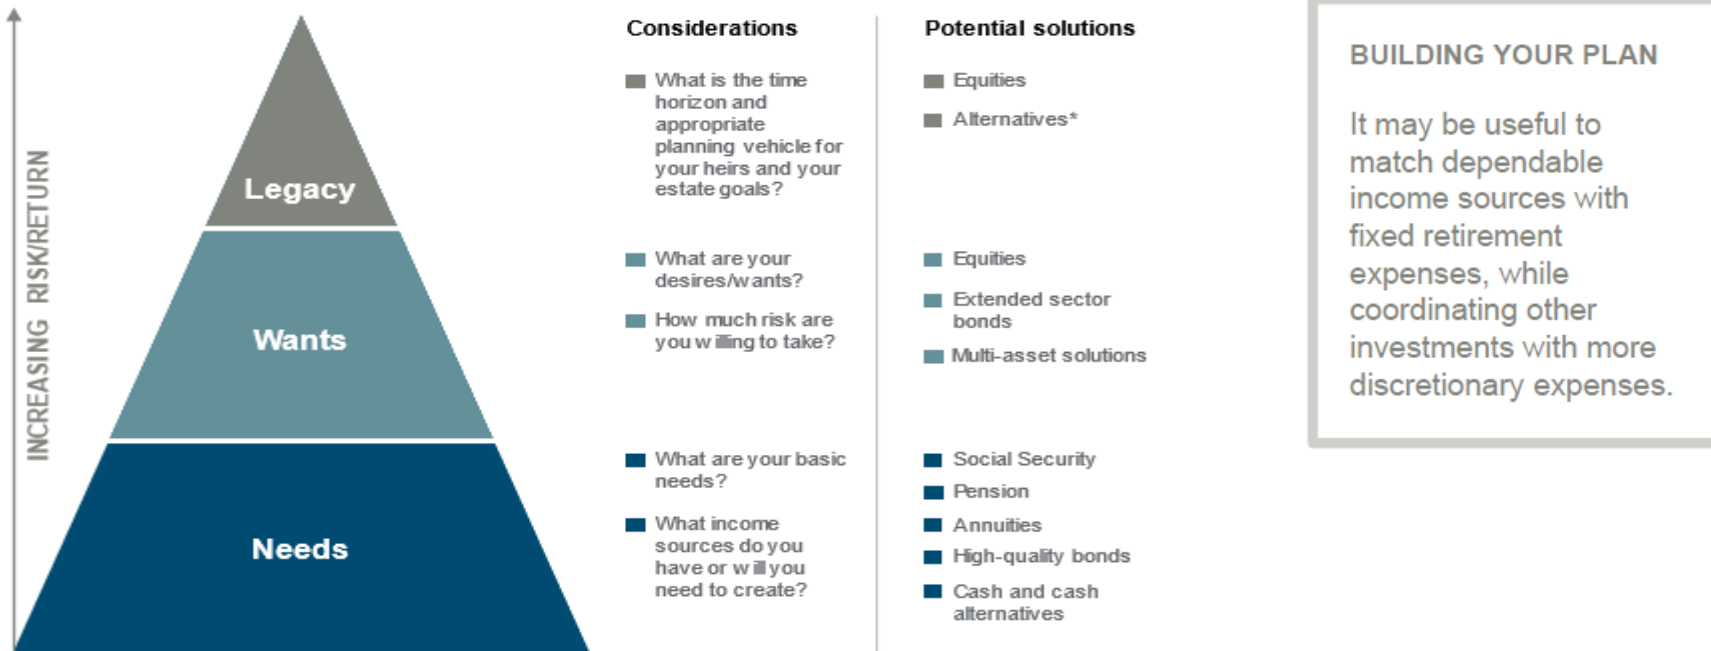 INCREASING RISK/RETURN
Legacy
Wants
Needs
Considerations
What is the time
horizon and
appropriate
planning vehicle for
your heirs and your
estate goals?
What are your
desires/wants?
How much risk are
you willing to take?
What are your basic
needs?
What income
sources do you
have or will you
need to create?
Potential solutions
Equities
Alternatives*
Equities
Extended sector
bonds
Multi-asset solutions
Social Security
Pension
Annuities
High-quality bonds
Cash and cash
alternatives
BUILDING YOUR PLAN
It may be useful to
match dependable
income sources with
fixed retirement
expenses, while
coordinating other
investments with more
discretionary expenses.